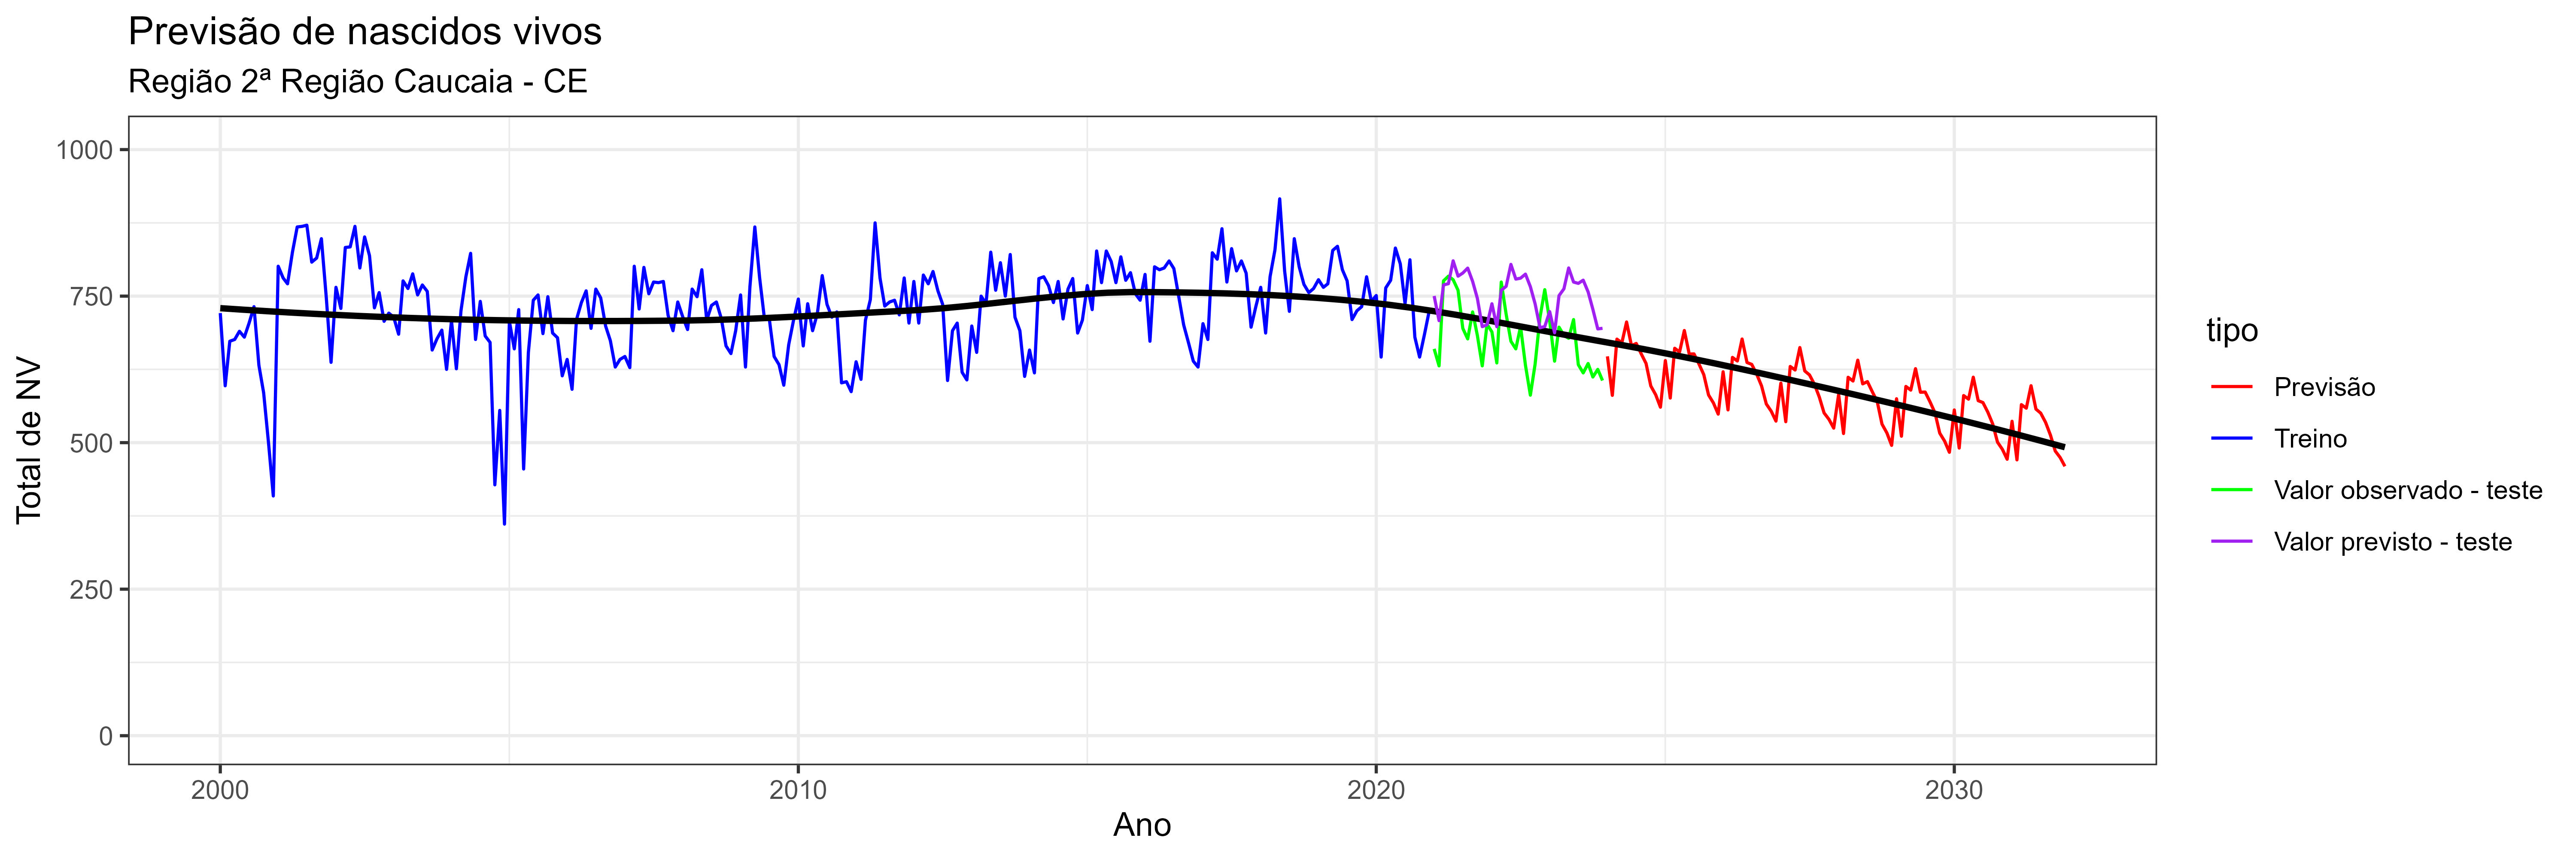 Previsão de nascidos vivos
Região 2ª Região Caucaia - CE
Total de NV
1000
750
500
250
0
2000
2010
2020
2030
Ano
tipo
Previsão
Treino
Valor observado - teste
Valor previsto - teste